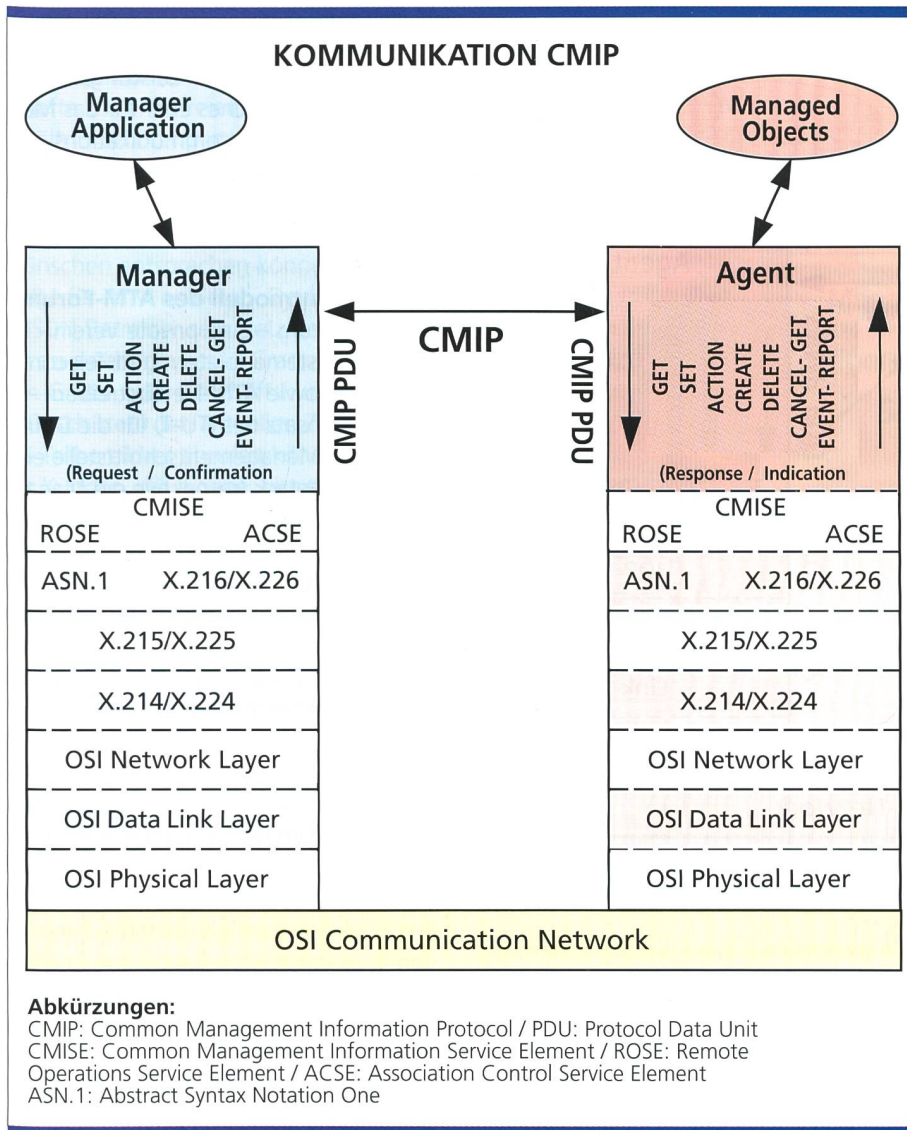 KOMMUNIKATION CMIP
Manager
Application
Managed
Objects
Manager
GET
SET
ACTION
CREATE
DELETE
CANCEL-GET
EVENT-REPORT
(Request / Confirmation
CMIP PDU
CMIP
CMIP PDU
Agent
GET
SET
ACTION
CREATE
DELETE
CANCEL- GET
EVENT- REPORT
(Response / Indication
CMISE
ROSE ACSE
ASN.1 X.216/X.226
X.215/X.225
X.214/X.224
OSI Network Layer
OSI Data Link Layer
OSI Physical Layer
CMISE
ROSE ACSE
ASN.1 X.216/X.226
X.215/X.225
X.214/X.224
OSI Network Layer
OSI Data Link Layer
OSI Physical Layer
OSI Communication Network
Abkürzungen:
CMIP: Common Management Information Protocol / PDU: Protocol Data Unit
CMISE: Common Management Information Service Element / ROSE: Remote
Operations Service Element / ACSE: Association Control Service Element
ASN.1: Abstract Syntax Notation One